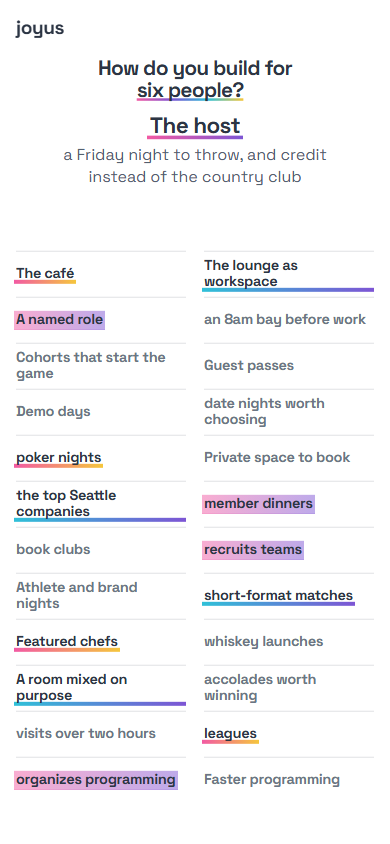 joyus
How do you build for
six people?
The host
a Friday night to throw, and credit
instead of the country club
The café
The lounge as
workspace
A named role
an 8am bay before work
Cohorts that start the
game
Guest passes
Demo days
date nights worth
choosing
poker nights
Private space to book
the top Seattle
companies
member dinners
book clubs
recruits teams
Athlete and brand
nights
short-format matches
Featured chefs
whiskey launches
A room mixed on
purpose
accolades worth
winning
visits over two hours
leagues
organizes programming
Faster programming